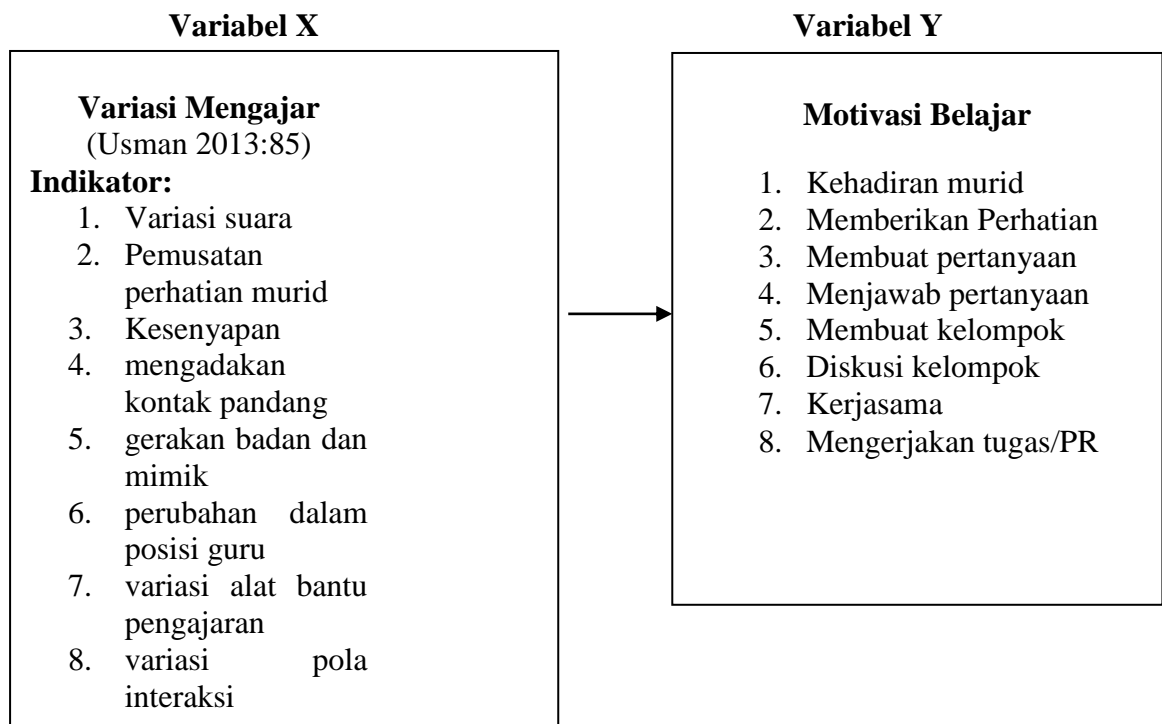 Variabel X
Variasi Mengajar
(Usman 2013:85)
Indikator:
1. Variasi suara
2. Pemusatan
perhatian murid
3. Kesenyapan
4. mengadakan
kontak pandang
5. gerakan badan dan
mimik
6. perubahan dalam
posisi guru
7. variasi alat bantu
pengajaran
8. variasi pola
interaksi
Variabel Y
Motivasi Belajar
1. Kehadiran murid
2. Memberikan Perhatian
3. Membuat pertanyaan
4. Menjawab pertanyaan
5. Membuat kelompok
6. Diskusi kelompok
7. Kerjasama
8. Mengerjakan tugas/PR